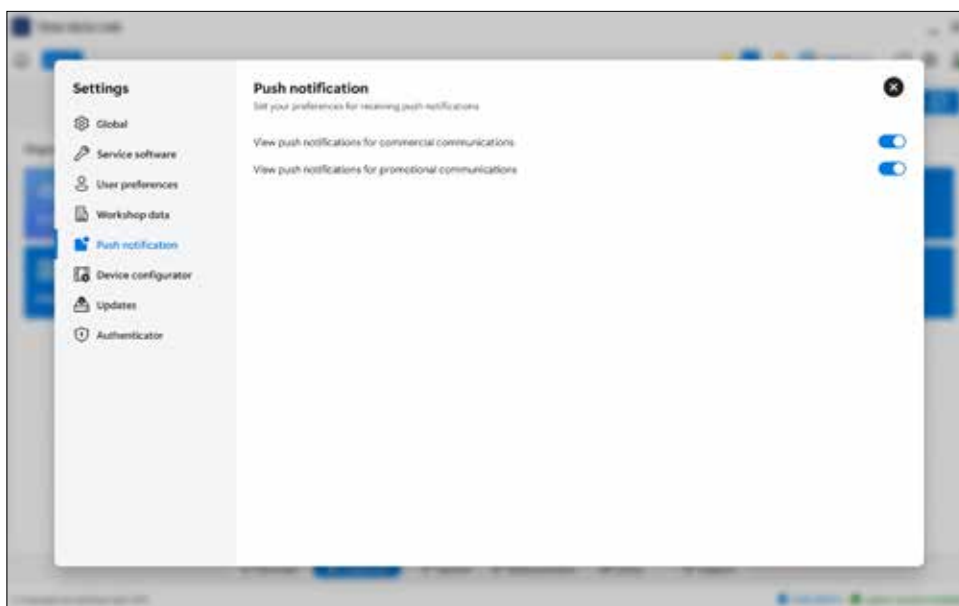 Settings
Global
Service software
User preferences
Workshop data
Push notification
Device configurator
Updates
Authenticator
Push notification
Set your preferences for receiving push notifications
View push notifications for commercial communications
View push notifications for promotional communications